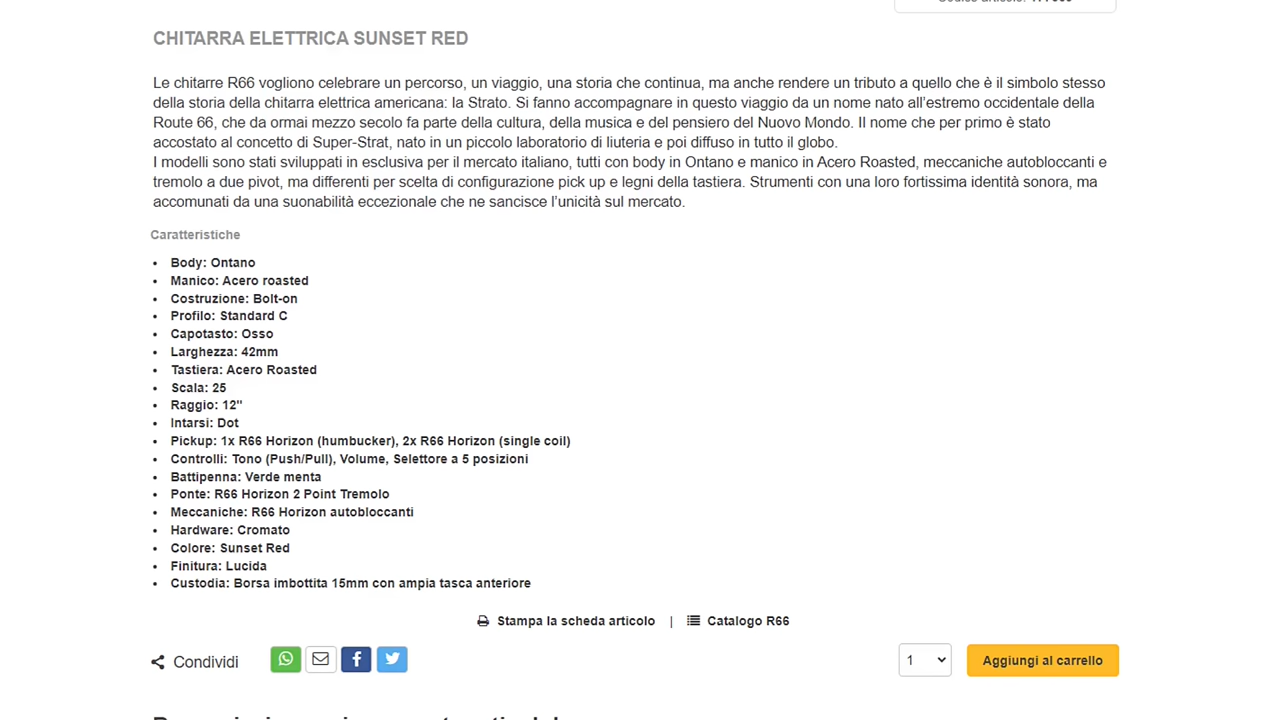 CHITARRA ELETTRICA SUNSET RED
Le chitarre R66 vogliono celebrare un percorso, un viaggio, una storia che continua, ma anche rendere un tributo a quello che è il simbolo stesso
della storia della chitarra elettrica americana: la Strato. Si fanno accompagnare in questo viaggio da un nome nato all'estremo occidentale della
Route 66, che da ormai mezzo secolo fa parte della cultura, della musica e del pensiero del Nuovo Mondo. Il nome che per primo è stato
accostato al concetto di Super-Strat, nato in un piccolo laboratorio di liuteria e poi diffuso in tutto il globo.
I modelli sono stati sviluppati in esclusiva per il mercato italiano, tutti con body in Ontano e manico in Acero Roasted, meccaniche autobloccanti e
tremolo a due pivot, ma differenti per scelta di configurazione pick up e legni della tastiera. Strumenti con una loro fortissima identità sonora, ma
accomunati da una suonabilità eccezionale che ne sancisce l'unicità sul mercato.
Caratteristiche
• Body: Ontano
• Manico: Acero roasted
• Costruzione: Bolt-on
• Profilo: Standard C
• Capotasto: Osso
• Larghezza: 42mm
• Tastiera: Acero Roasted
• Scala: 25
• Raggio: 12"
• Intarsi: Dot
• Pickup: 1x R66 Horizon (humbucker), 2x R66 Horizon (single coil)
• Controlli: Tono (Push/Pull), Volume, Selettore a 5 posizioni
• Battipenna: Verde menta
• Ponte: R66 Horizon 2 Point Tremolo
• Meccaniche: R66 Horizon autobloccanti
• Hardware: Cromato
• Colore: Sunset Red
• Finitura: Lucida
• Custodia: Borsa imbottita 15mm con ampia tasca anteriore
Stampa la scheda articolo | Catalogo R66
Condividi
1
Aggiungi al carrello